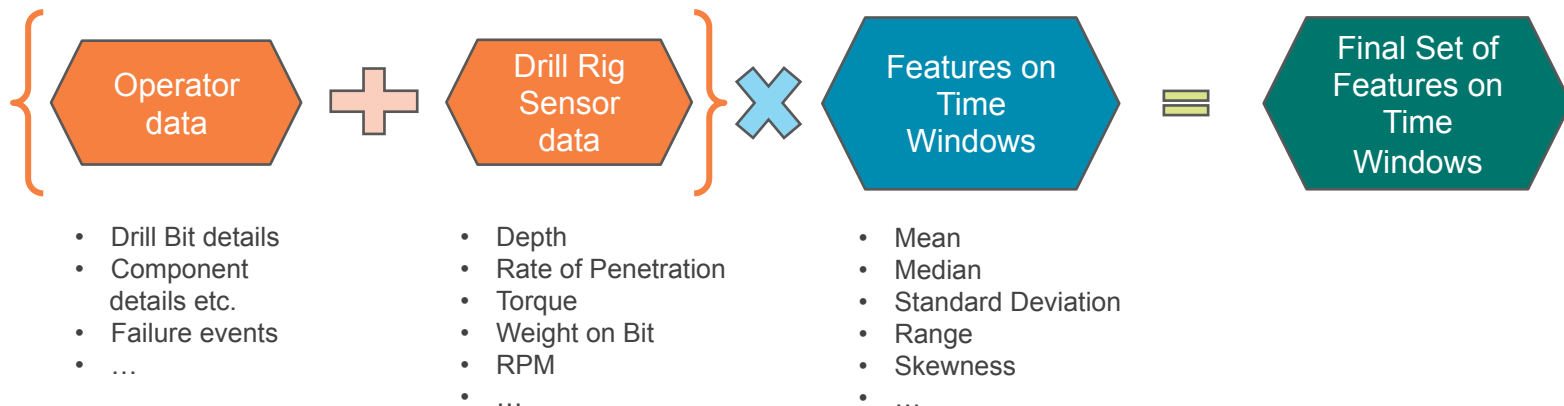 Operator
data
Drill Rig
Sensor
data
Features on
Time
Windows
Final Set of
Features on
Time
Windows
• Drill Bit details
• Component
details etc.
• Failure events
• …
• Depth
• Rate of Penetration
• Torque
• Weight on Bit
• RPM
• …
• Mean
• Median
• Standard Deviation
• Range
• Skewness
• …